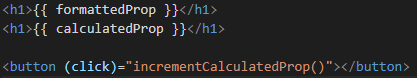 <h1>{{ formattedProp }}</h1>
<h1>{{ calculatedProp }}</h1>
<button (click)="incrementCalculatedProp()"></button>